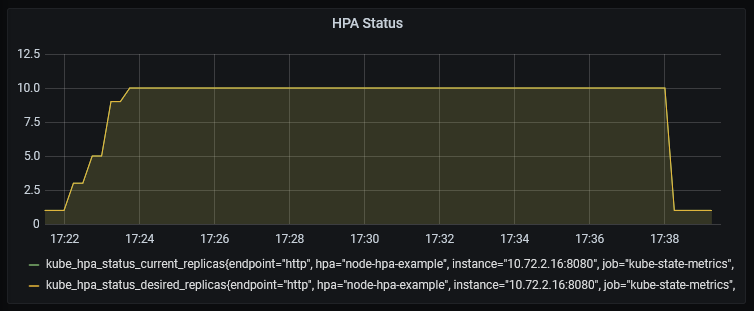 HPA Status
12.5
10.0
7.5
5.0
2.5
0
17:22 17:24 17:26 17:28 17:30 17:32 17:34 17:36 17:38
kube_hpa_status_current_replicas{endpoint="http", hpa="node-hpa-example", instance="10.72.2.16:8080", job="kube-state-metrics",
kube_hpa_status_desired_replicas{endpoint="http", hpa="node-hpa-example", instance="10.72.2.16:8080", job="kube-state-metrics",